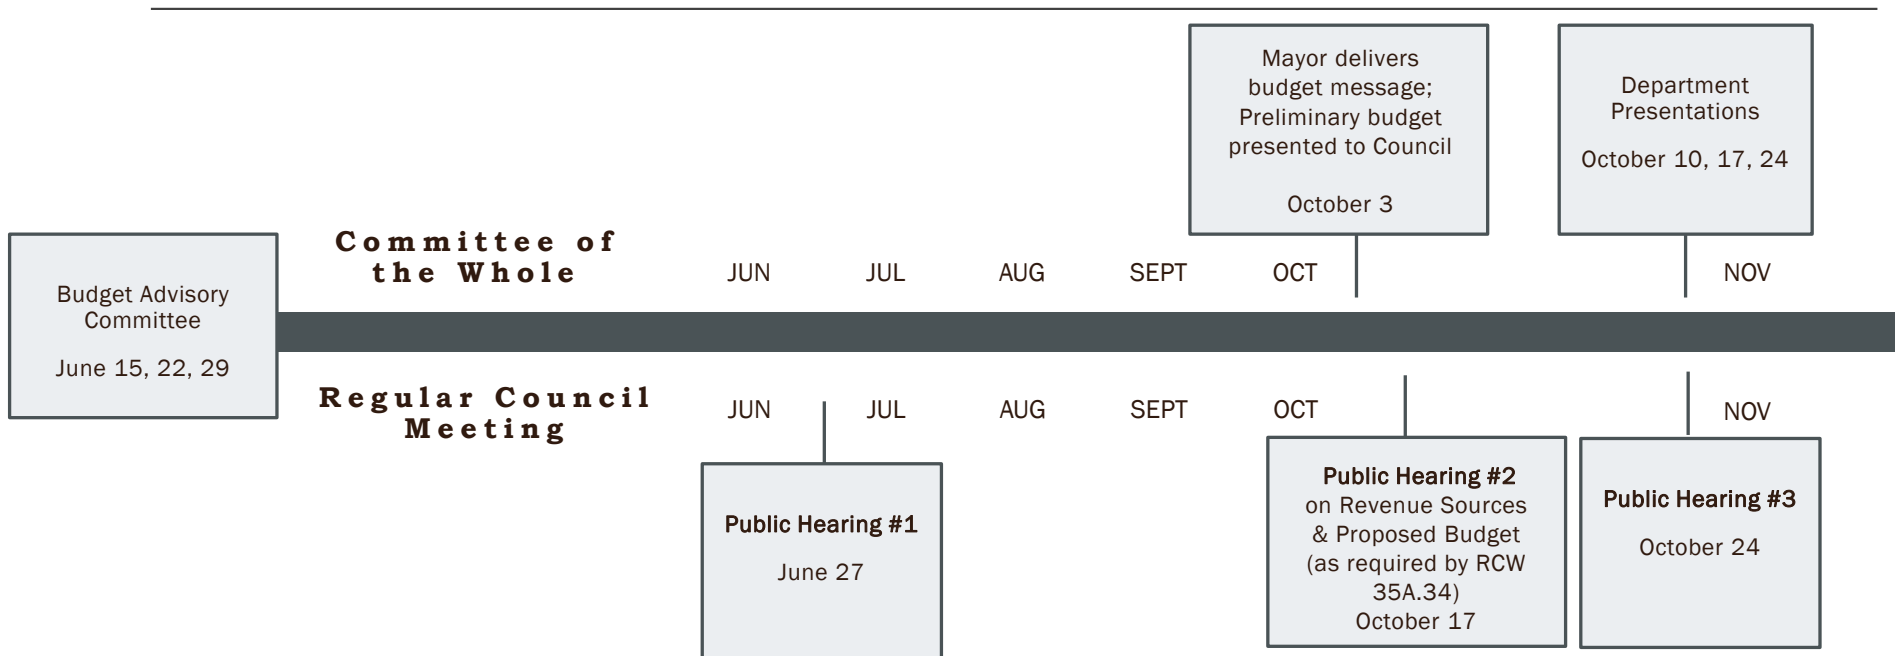 Mayor delivers
budget message;
Preliminary budget
presented to Council
October 3
Department
Presentations
October 10, 17, 24
Budget Advisory
Committee
June 15, 22, 29
Committee of
the Whole
JUN JUL AUG SEPT OCT NOV
Regular Council
Meeting
JUN JUL AUG SEPT OCT NOV
Public Hearing #1
June 27
Public Hearing #2
on Revenue Sources
& Proposed Budget
(as required by RCW
35A.34)
October 17
Public Hearing #3
October 24